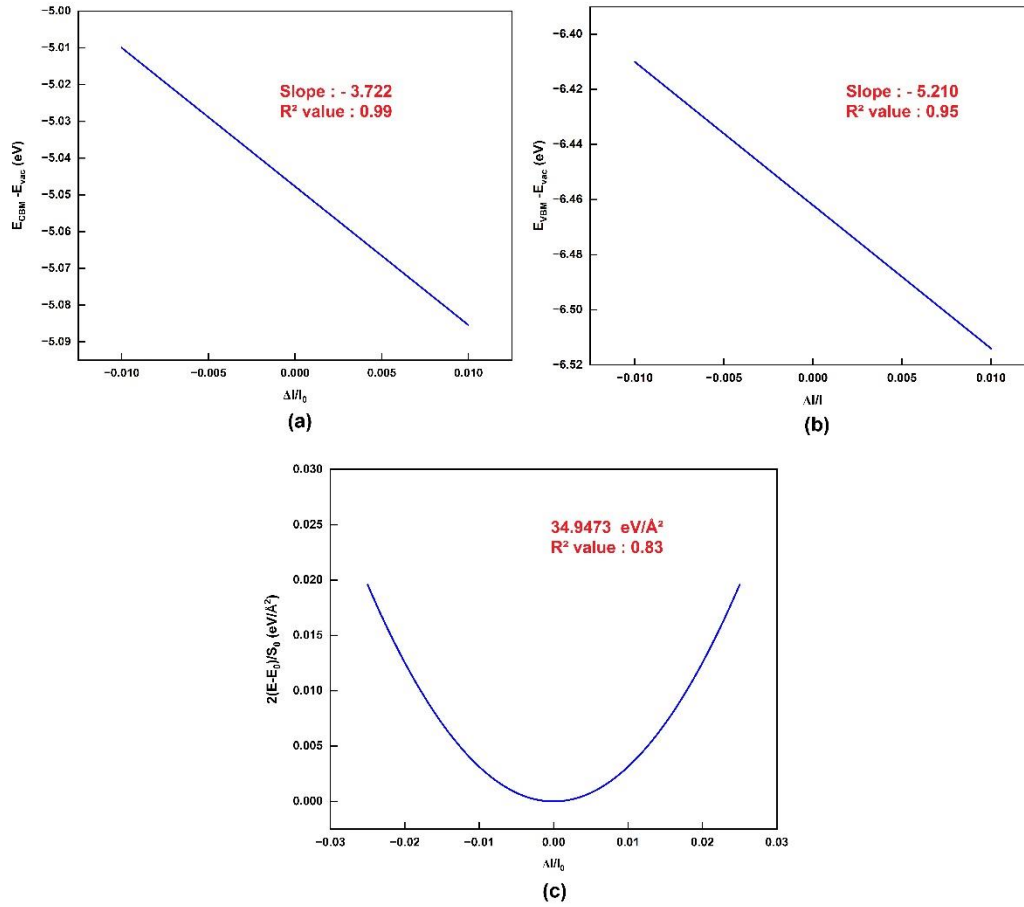 −5.00
−5.01
−5.02
−5.03
−5.04
−5.05
−5.06
−5.07
−5.08
−5.09
E_CBM -E_vac (eV)
Slope : - 3.722
R² value : 0.99
−0.010 −0.005 0.000 0.005 0.010
Δl/l₀
(a)
−6.40
−6.42
−6.44
−6.46
−6.48
−6.50
−6.52
E_VBM -E_vac (eV)
Slope : - 5.210
R² value : 0.95
−0.010 −0.005 0.000 0.005 0.010
Δl/l
(b)
0.030
0.025
0.020
0.015
0.010
0.005
0.000
2(E-E₀)/S₀ (eV/Å²)
34.9473 eV/Å²
R² value : 0.83
−0.03 −0.02 −0.01 0.00 0.01 0.02 0.03
Δl/l₀
(c)